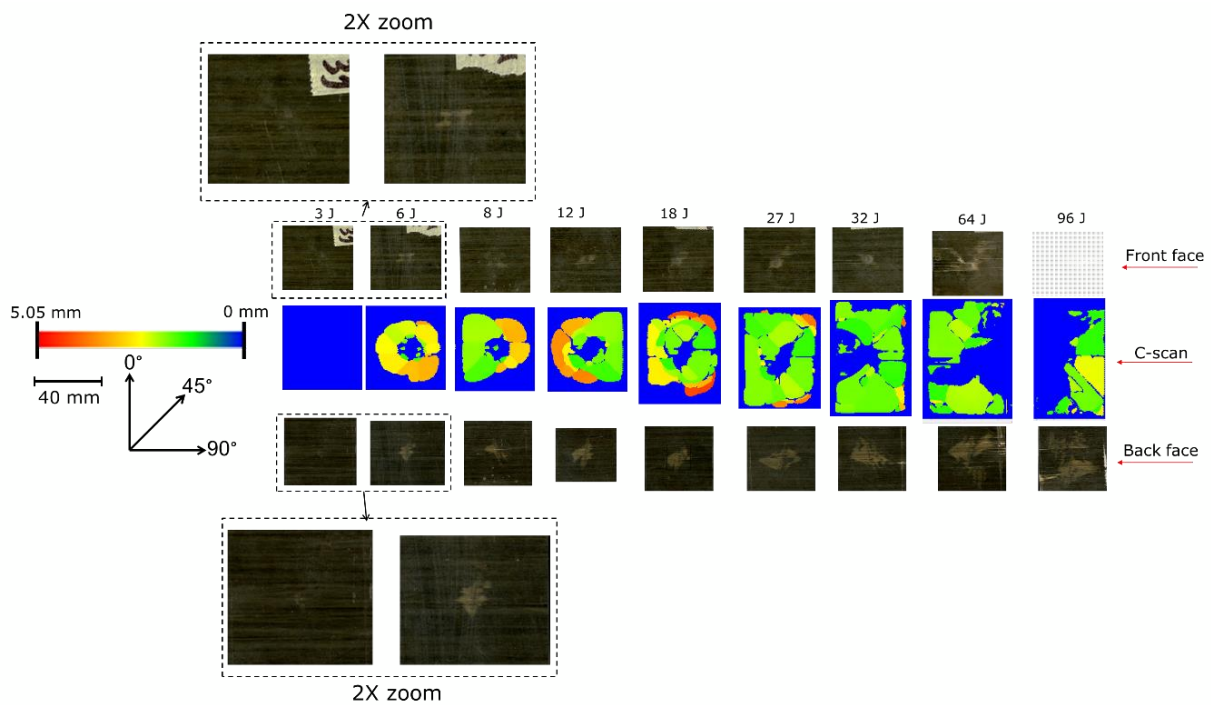 2X zoom
3 J 6 J 8 J 12 J 18 J 27 J 32 J 64 J 96 J
Front face
5.05 mm 0 mm
C-scan
0°
45°
40 mm
90°
Back face
2X zoom